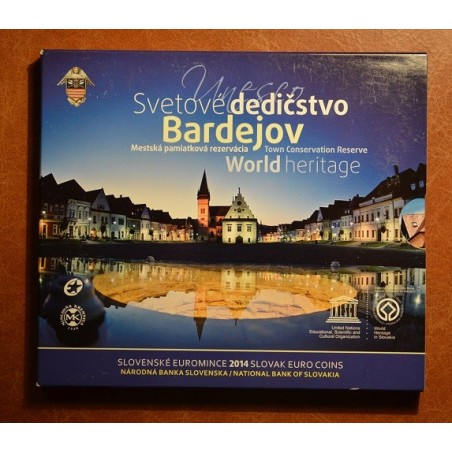 Unesco
Svetové dedičstvo
Bardejov
Mestská pamiatková rezervácia Town Conservation Reserve
World heritage
MK
United Nations
Educational, Scientific and
Cultural Organization
World
Heritage
in Slovakia
SLOVENSKÉ EUROMINCE 2014 SLOVAK EURO COINS
NÁRODNÁ BANKA SLOVENSKA / NATIONAL BANK OF SLOVAKIA